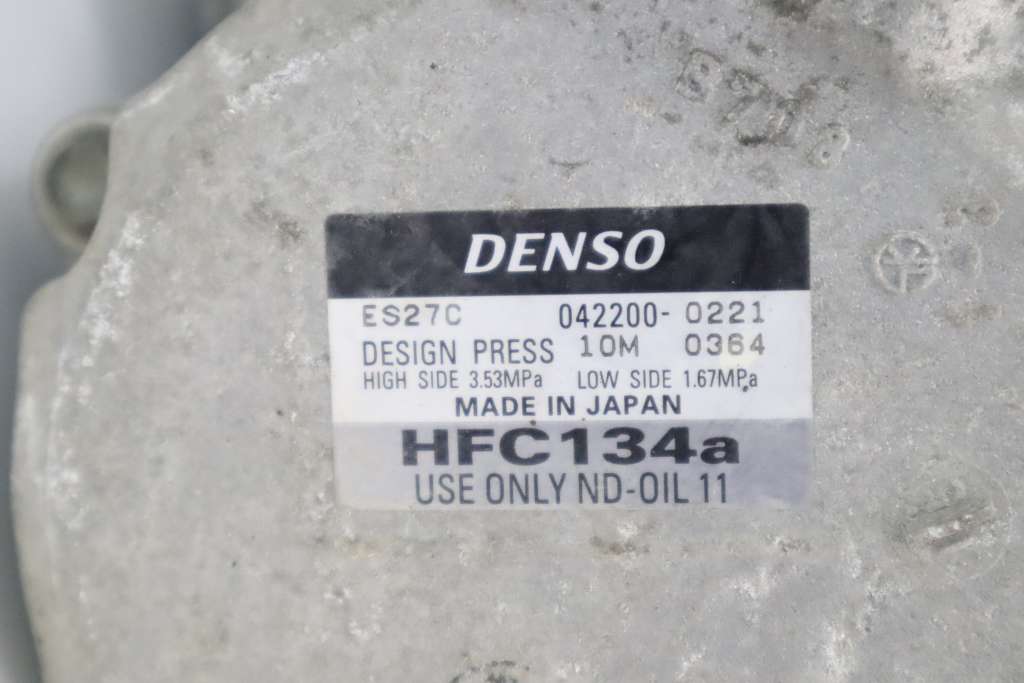 DENSO
ES27C 042200-0221
DESIGN PRESS 10M 0364
HIGH SIDE 3.53MPa LOW SIDE 1.67MPa
MADE IN JAPAN
HFC134a
USE ONLY ND-OIL 11